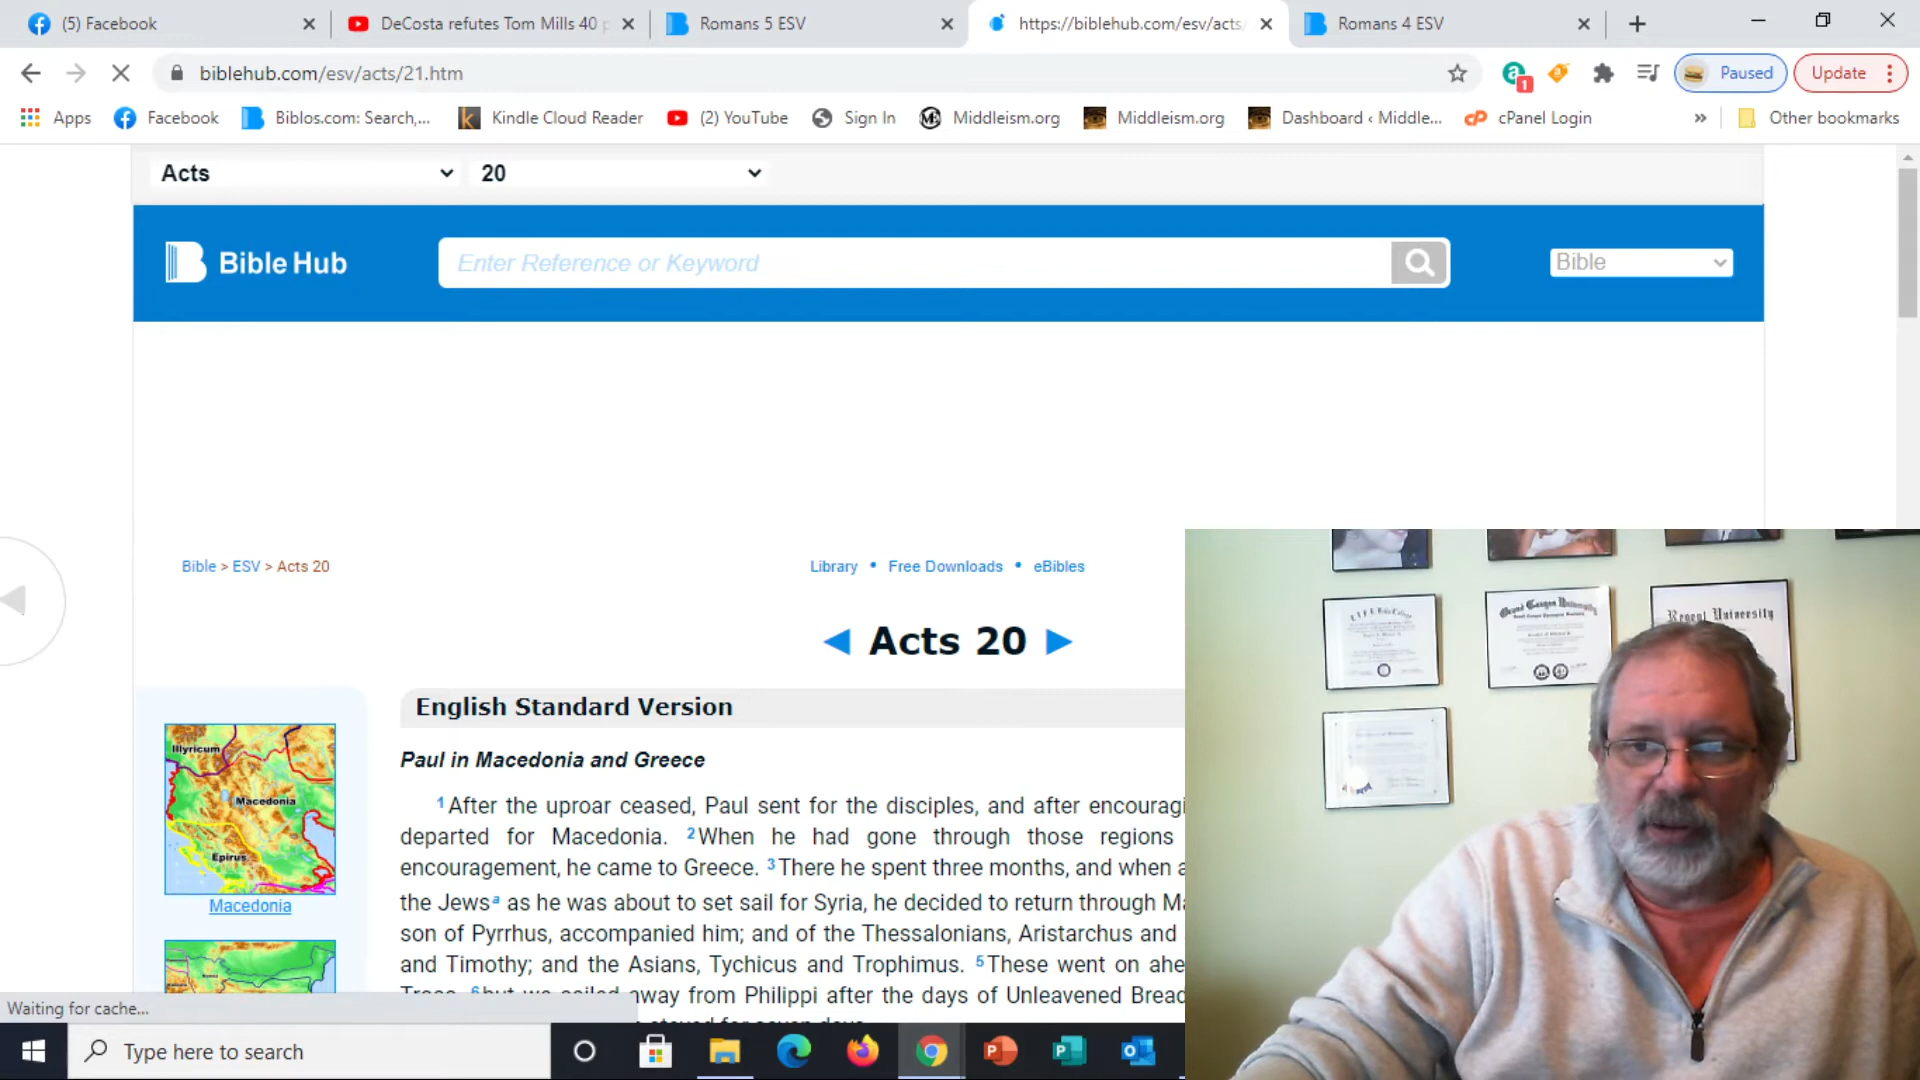 (5) Facebook
DeCosta refutes Tom Mills 40 p
Romans 5 ESV
https://biblehub.com/esv/acts/
Romans 4 ESV
biblehub.com/esv/acts/21.htm
1
Paused
Update
Apps
Facebook
Biblos.com: Search,...
Kindle Cloud Reader
(2) YouTube
Sign In
Middleism.org
Middleism.org
Dashboard ‹ Middle...
cPanel Login
»
Other bookmarks
Acts
20
Bible Hub
Enter Reference or Keyword
Bible
Bible > ESV > Acts 20
Library • Free Downloads • eBibles
Acts 20
English Standard Version
Paul in Macedonia and Greece
1 After the uproar ceased, Paul sent for the disciples, and after encouragi
departed for Macedonia. 2 When he had gone through those regions
encouragement, he came to Greece. 3 There he spent three months, and when a
the Jews a as he was about to set sail for Syria, he decided to return through Ma
son of Pyrrhus, accompanied him; and of the Thessalonians, Aristarchus and
and Timothy; and the Asians, Tychicus and Trophimus. 5 These went on ahe
away from Philippi after the days of Unleavened Bread
Illyricum
Macedonia
Epirus
Macedonia
Waiting for cache...
Type here to search
Grand Canyon University
Regent University